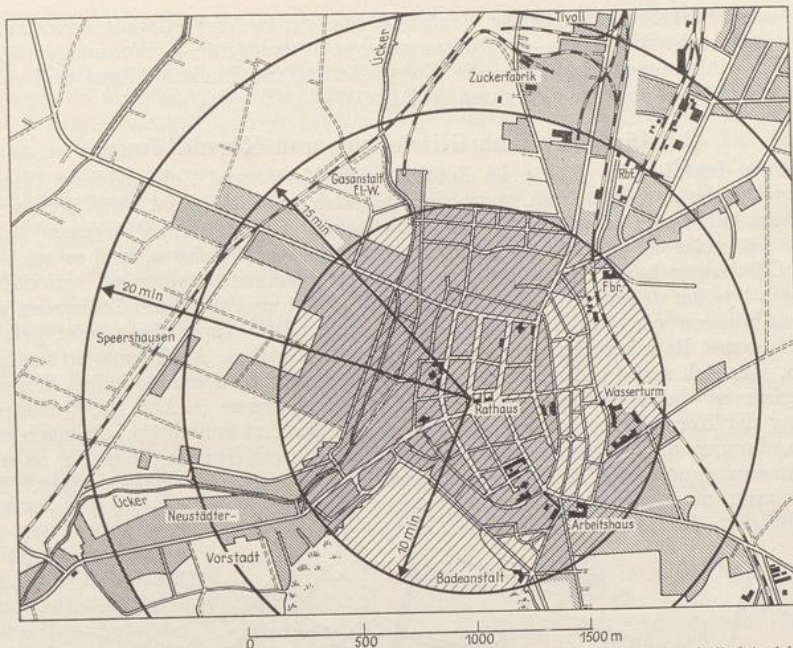 Tivoli
Ücker
Zuckerfabrik
Gasanstalt
El.-W.
Rbf.
15 min
20 min
Fbr.
Speershausen
Wasserturm
Rathaus
Ücker
Neustädter-
Vorstadt
10 min
Arbeitshaus
Badeanstalt
0 500 1000 1500 m